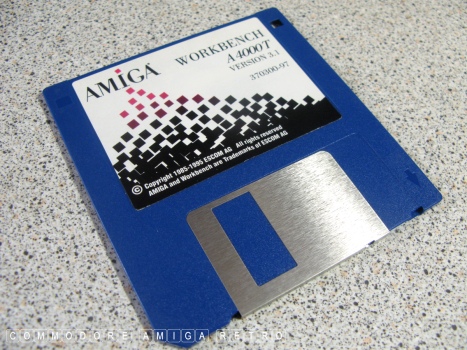 AMIGA
WORKBENCH
A4000T
VERSION 3.1
370300-07
© Copyright 1985-1995 ESCOM AG All rights reserved
AMIGA and Workbench are Trademarks of ESCOM AG
COMMODORE AMIGA RETRO